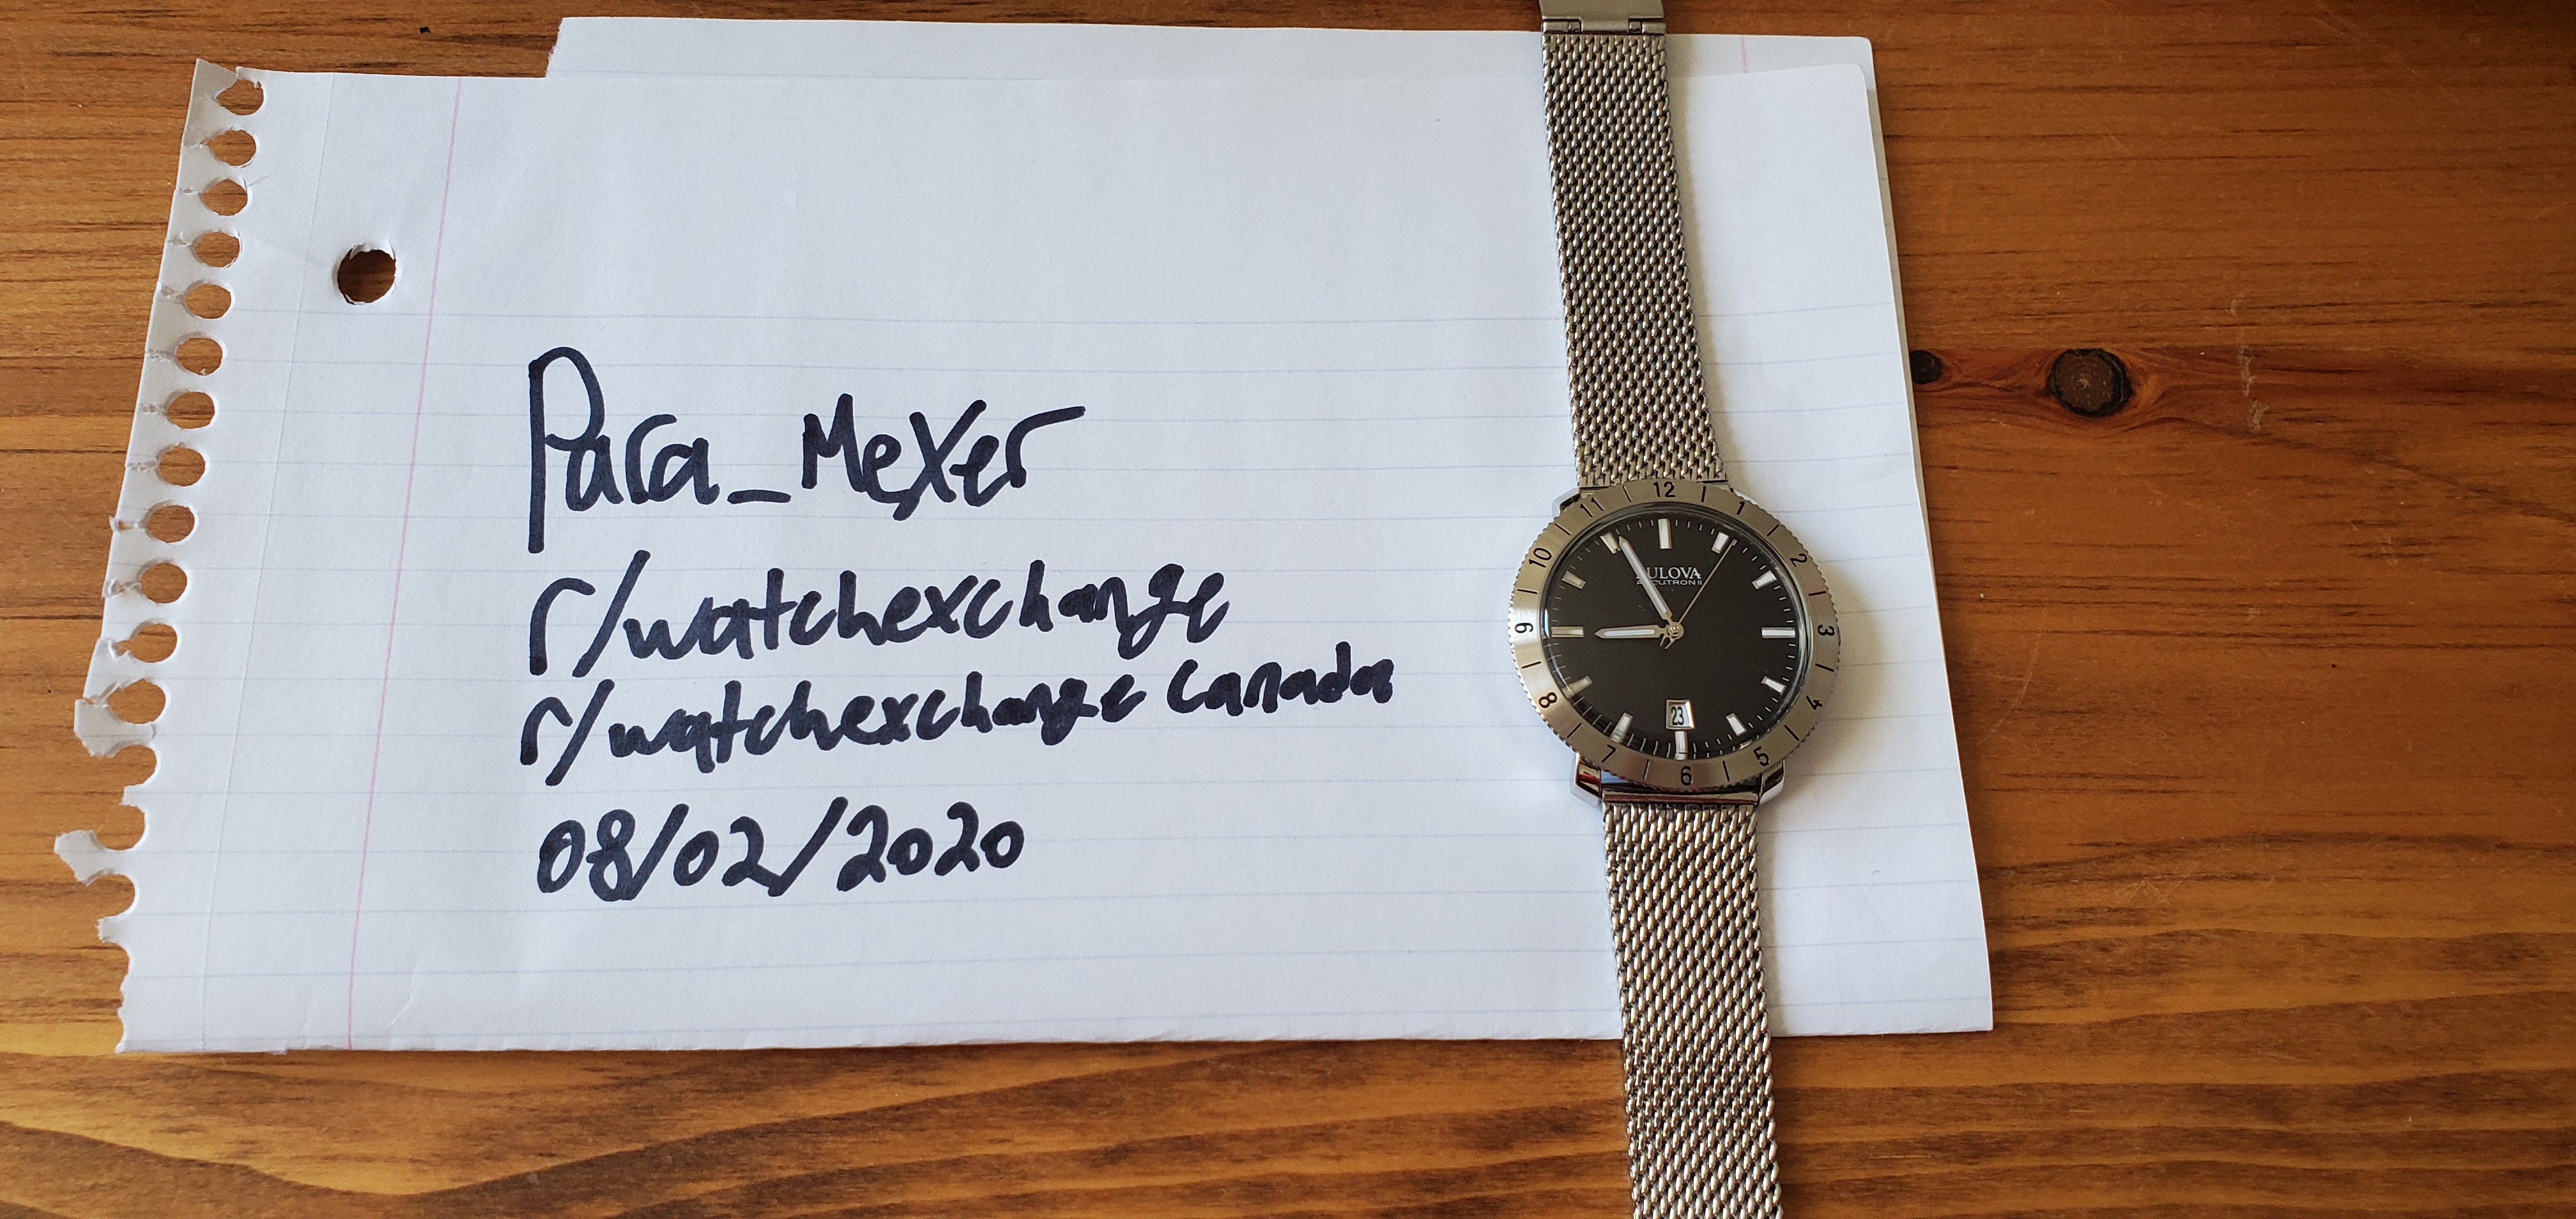 Para_MeXer
r/watchexchange
r/watchexchange canada
08/02/2020
12
1
2
3
4
5
6
7
8
9
10
11
BULOVA
ACCUTRON II
23